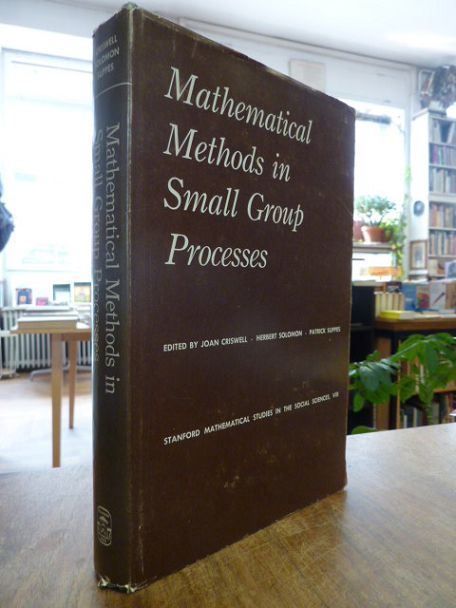 Mathematical
Methods in
Small Group
Processes
EDITED BY JOAN CRISWELL · HERBERT SOLOMON · PATRICK SUPPES
STANFORD MATHEMATICAL STUDIES IN THE SOCIAL SCIENCES, VIII
CRISWELL
SOLOMON
SUPPES
Mathematical Methods in
Small Group Processes